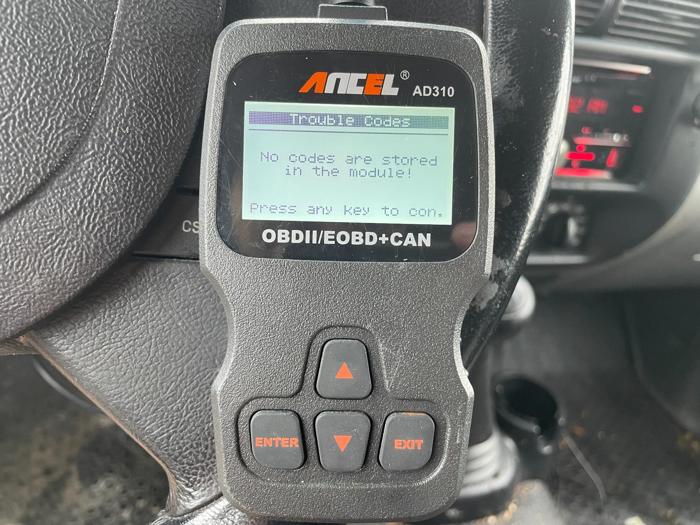 ANCEL®
AD310
Trouble Codes
No codes are stored
in the module!
Press any key to con.
OBDII/EOBD+CAN
CS
ENTER
EXIT